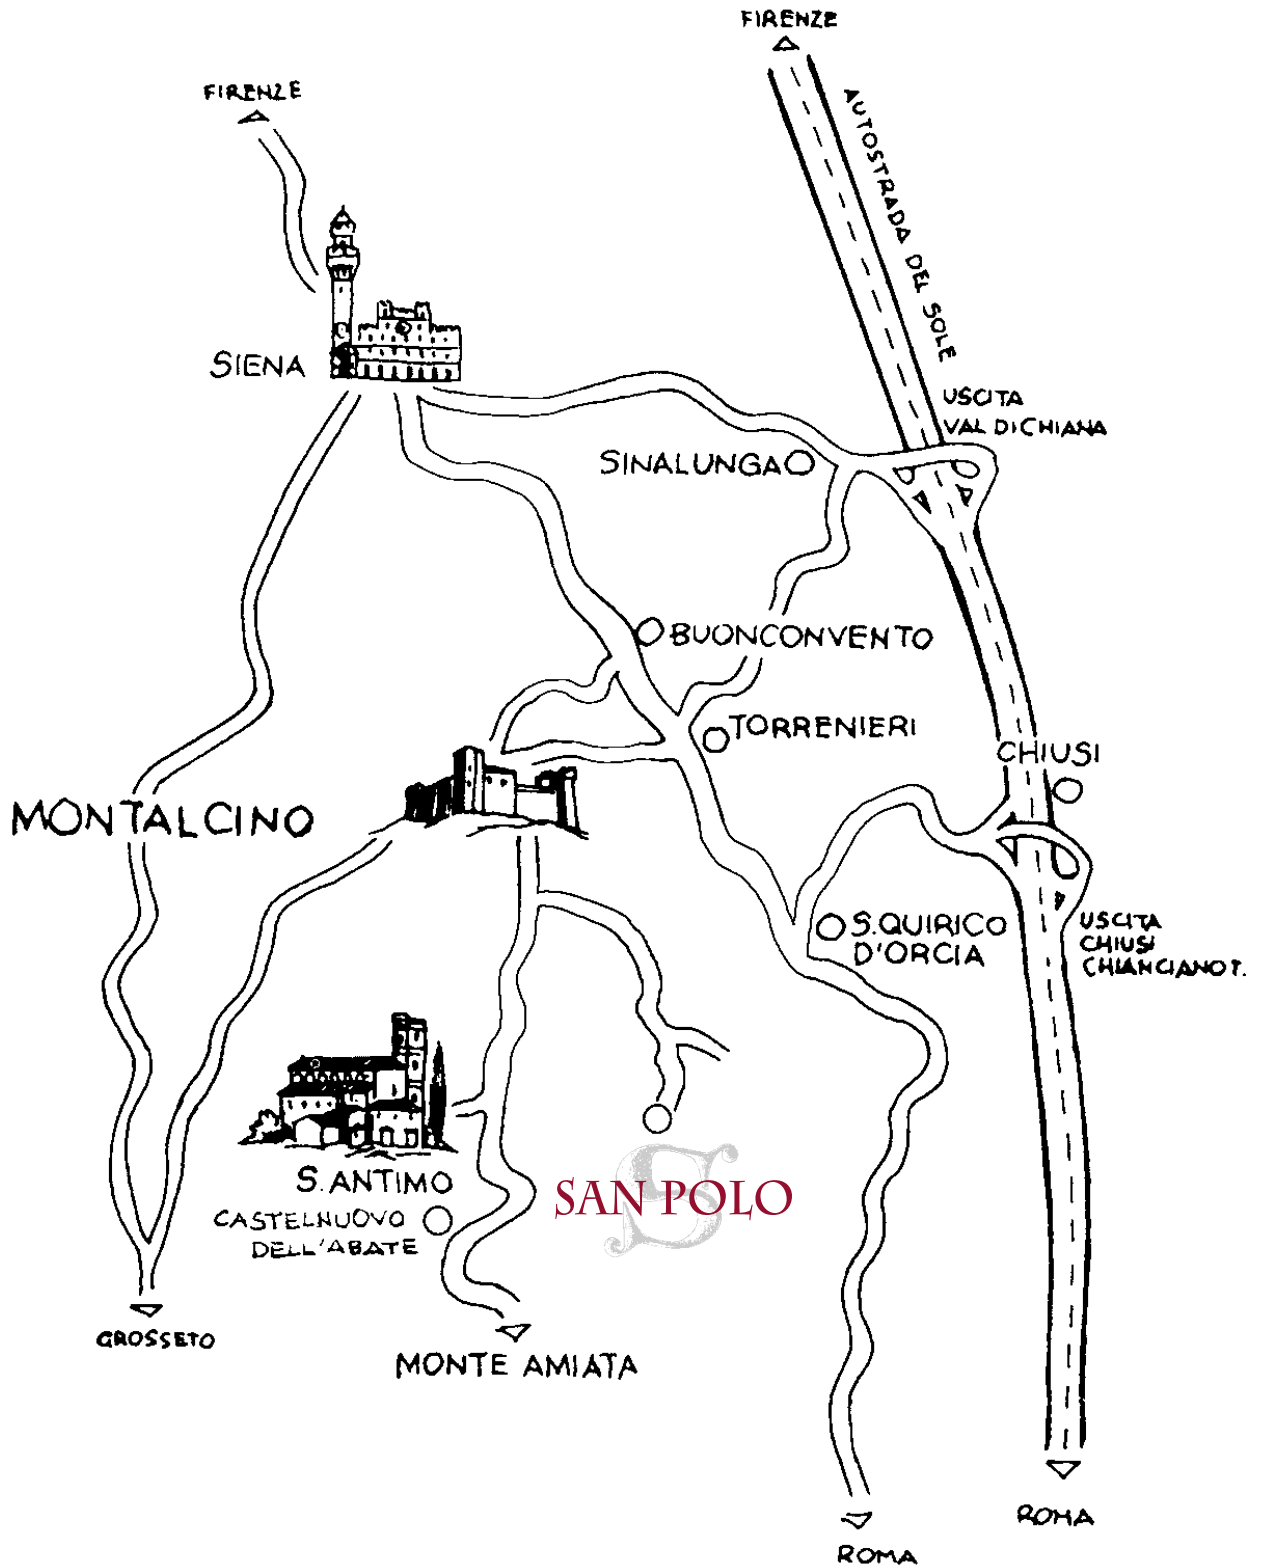 FIRENZE
FIRENZE
AUTOSTRADA DEL SOLE
SIENA
USCITA
VAL DI CHIANA
SINALUNGA
BUONCONVENTO
TORRENIERI
CHIUSI
MONTALCINO
S. QUIRICO
D'ORCIA
USCITA
CHIUSI
CHIANCIANO T.
S. ANTIMO
SAN POLO
CASTELNUOVO
DELL'ABATE
GROSSETO
MONTE AMIATA
ROMA
ROMA